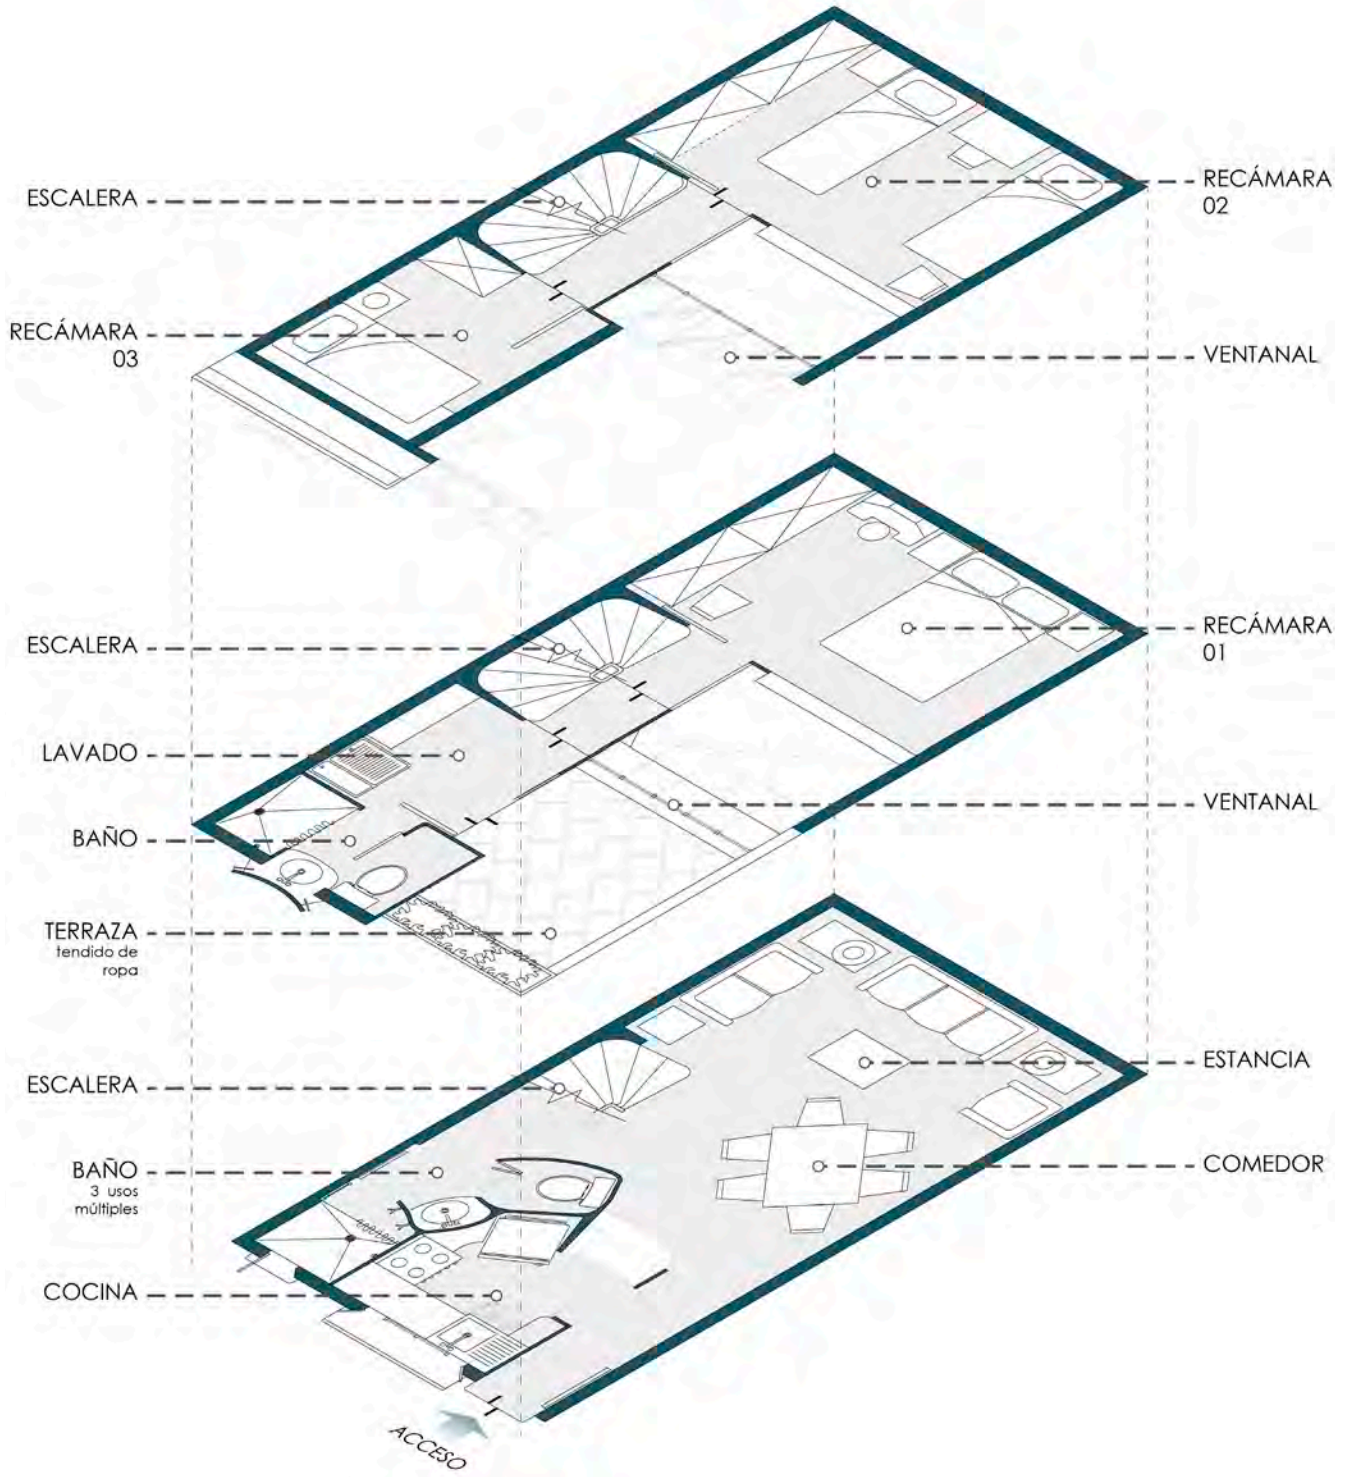 ESCALERA
RECÁMARA
02
RECÁMARA
03
VENTANAL
ESCALERA
RECÁMARA
01
LAVADO
VENTANAL
BAÑO
TERRAZA
tendido de
ropa
ESCALERA
ESTANCIA
BAÑO
3 usos
múltiples
COMEDOR
COCINA
ACCESO